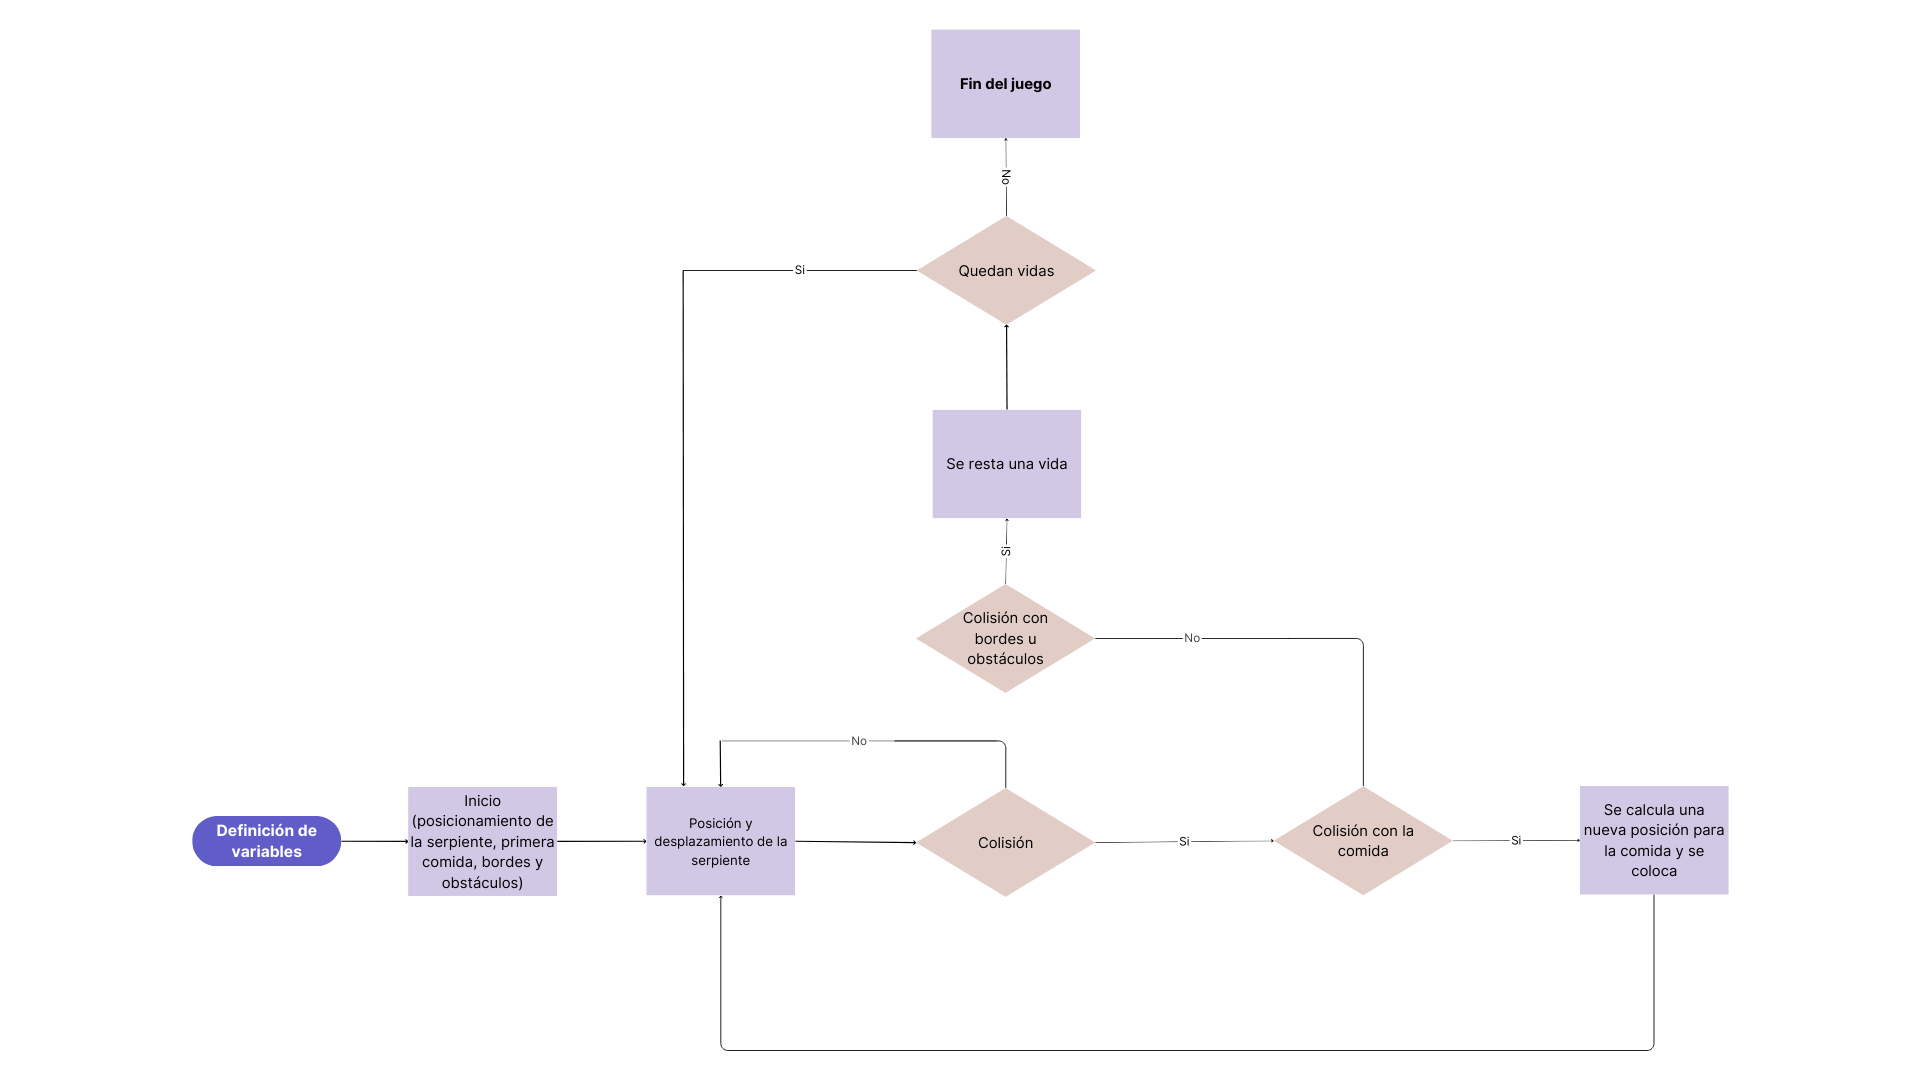 Fin del juego
No
Quedan vidas
Si
Se resta una vida
Si
Colisión con
bordes u
obstáculos
No
No
Definición de
variables
Inicio
(posicionamiento de
la serpiente, primera
comida, bordes y
obstáculos)
Posición y
desplazamiento de la
serpiente
Colisión
Si
Colisión con la
comida
Si
Se calcula una
nueva posición para
la comida y se
coloca